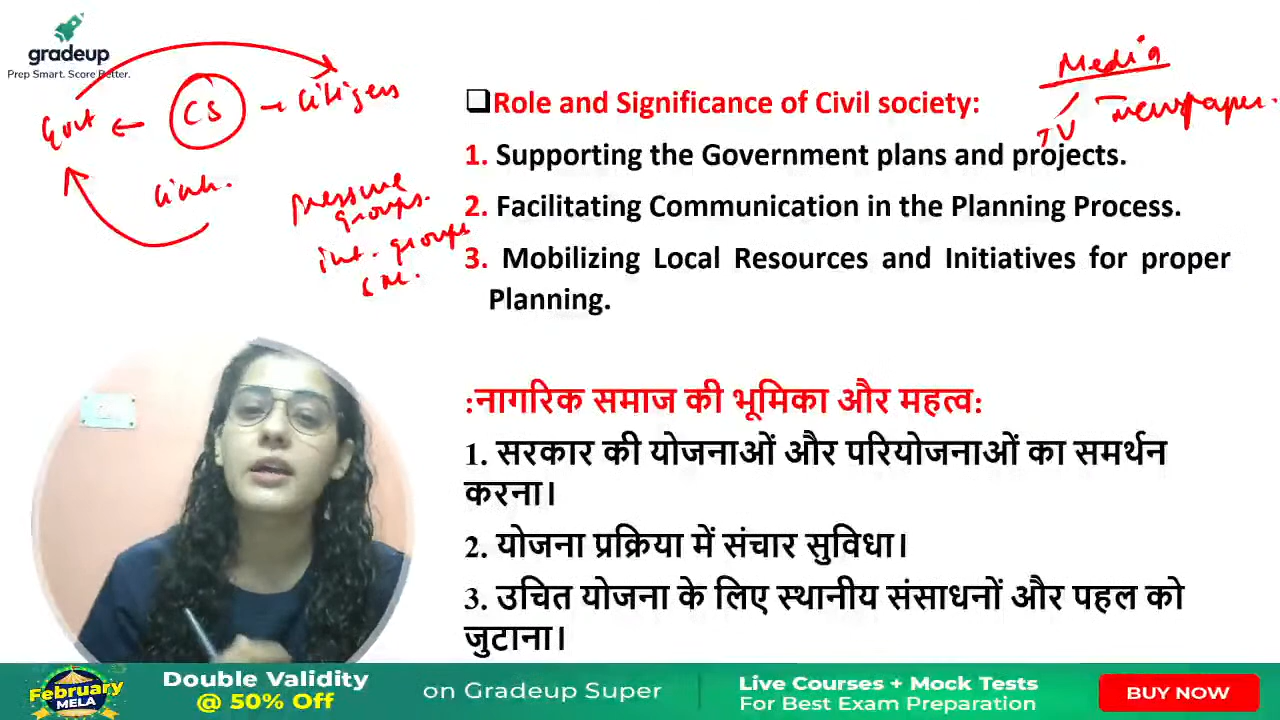 gradeup
Prep Smart. Score Better.
Govt ← CS → Citizens
link.
pressure
groups.
int. groups
Media
TV newspaper.
❑Role and Significance of Civil society:
1. Supporting the Government plans and projects.
2. Facilitating Communication in the Planning Process.
3. Mobilizing Local Resources and Initiatives for proper
Planning.
:नागरिक समाज की भूमिका और महत्व:
1. सरकार की योजनाओं और परियोजनाओं का समर्थन
करना।
2. योजना प्रक्रिया में संचार सुविधा।
3. उचित योजना के लिए स्थानीय संसाधनों और पहल को
जुटाना।
February
MELA
Double Validity
@ 50% Off
on Gradeup Super
Live Courses + Mock Tests
For Best Exam Preparation
BUY NOW